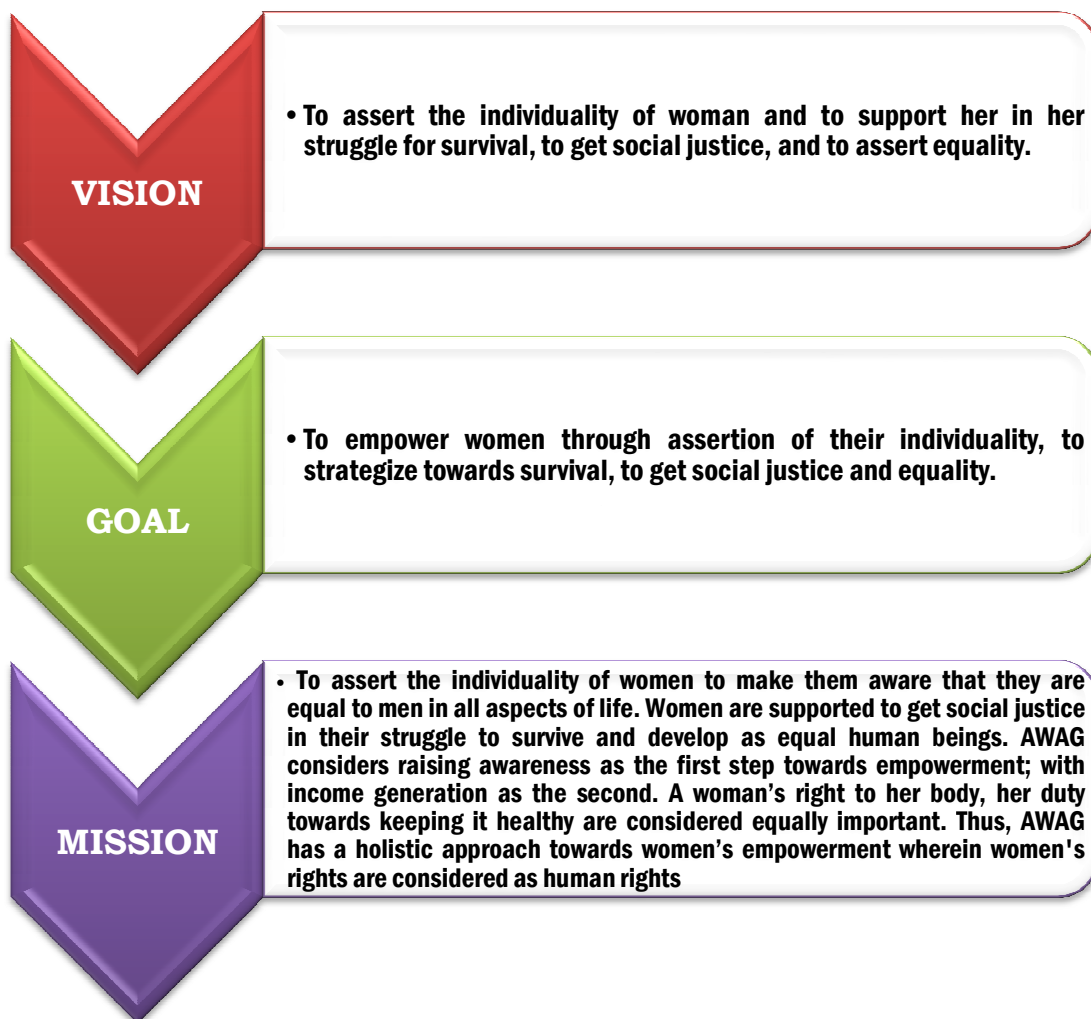 VISION
• To assert the individuality of woman and to support her in her
struggle for survival, to get social justice, and to assert equality.
GOAL
• To empower women through assertion of their individuality, to
strategize towards survival, to get social justice and equality.
MISSION
• To assert the individuality of women to make them aware that they are
equal to men in all aspects of life. Women are supported to get social justice
in their struggle to survive and develop as equal human beings. AWAG
considers raising awareness as the first step towards empowerment; with
income generation as the second. A woman’s right to her body, her duty
towards keeping it healthy are considered equally important. Thus, AWAG
has a holistic approach towards women’s empowerment wherein women's
rights are considered as human rights